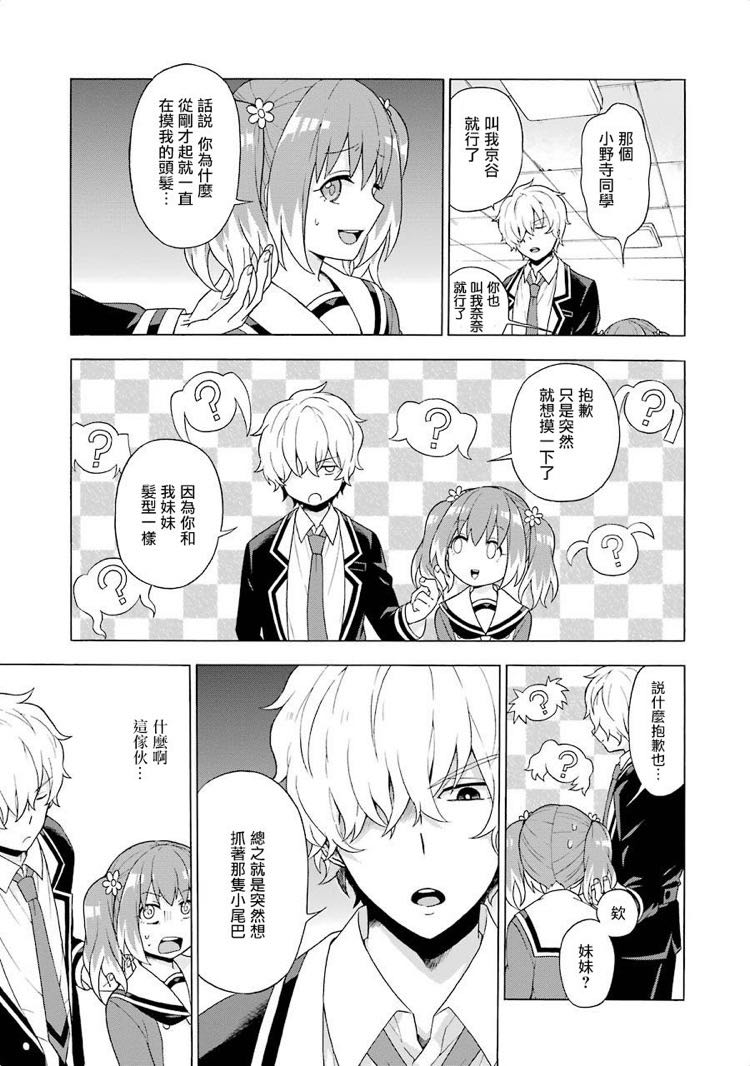 那個
小野寺同學
叫我京谷
就行了
你也
叫我奈奈
就行了
話説 你為什麼
從剛才起就一直
在摸我的頭髮…
抱歉
只是突然
就想摸一下了
因為你和
我妹妹
髮型一樣
説什麼抱歉也…
欸
妹妹?
總之就是突然想
抓著那隻小尾巴
什麼啊
這傢伙…